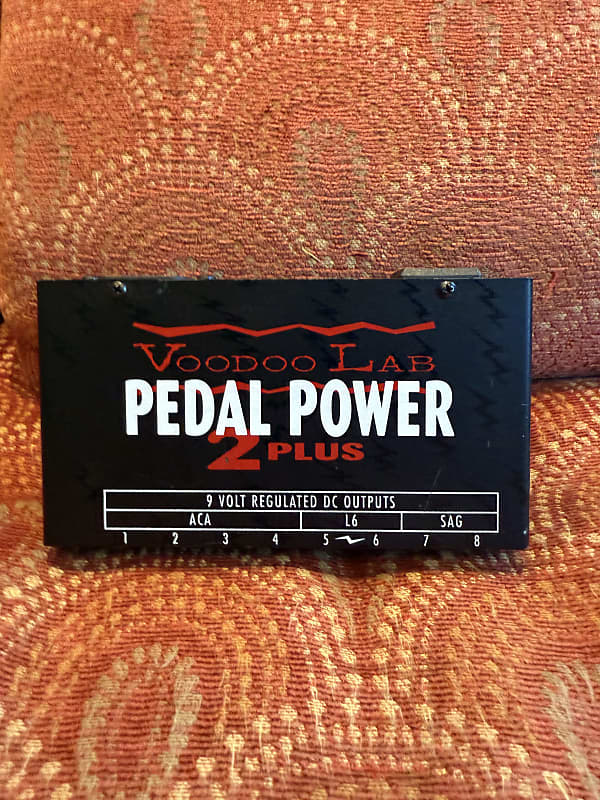 VOODOO LAB
PEDAL POWER
2 PLUS
9 VOLT REGULATED DC OUTPUTS
ACA L6 SAG
1 2 3 4 5 6 7 8